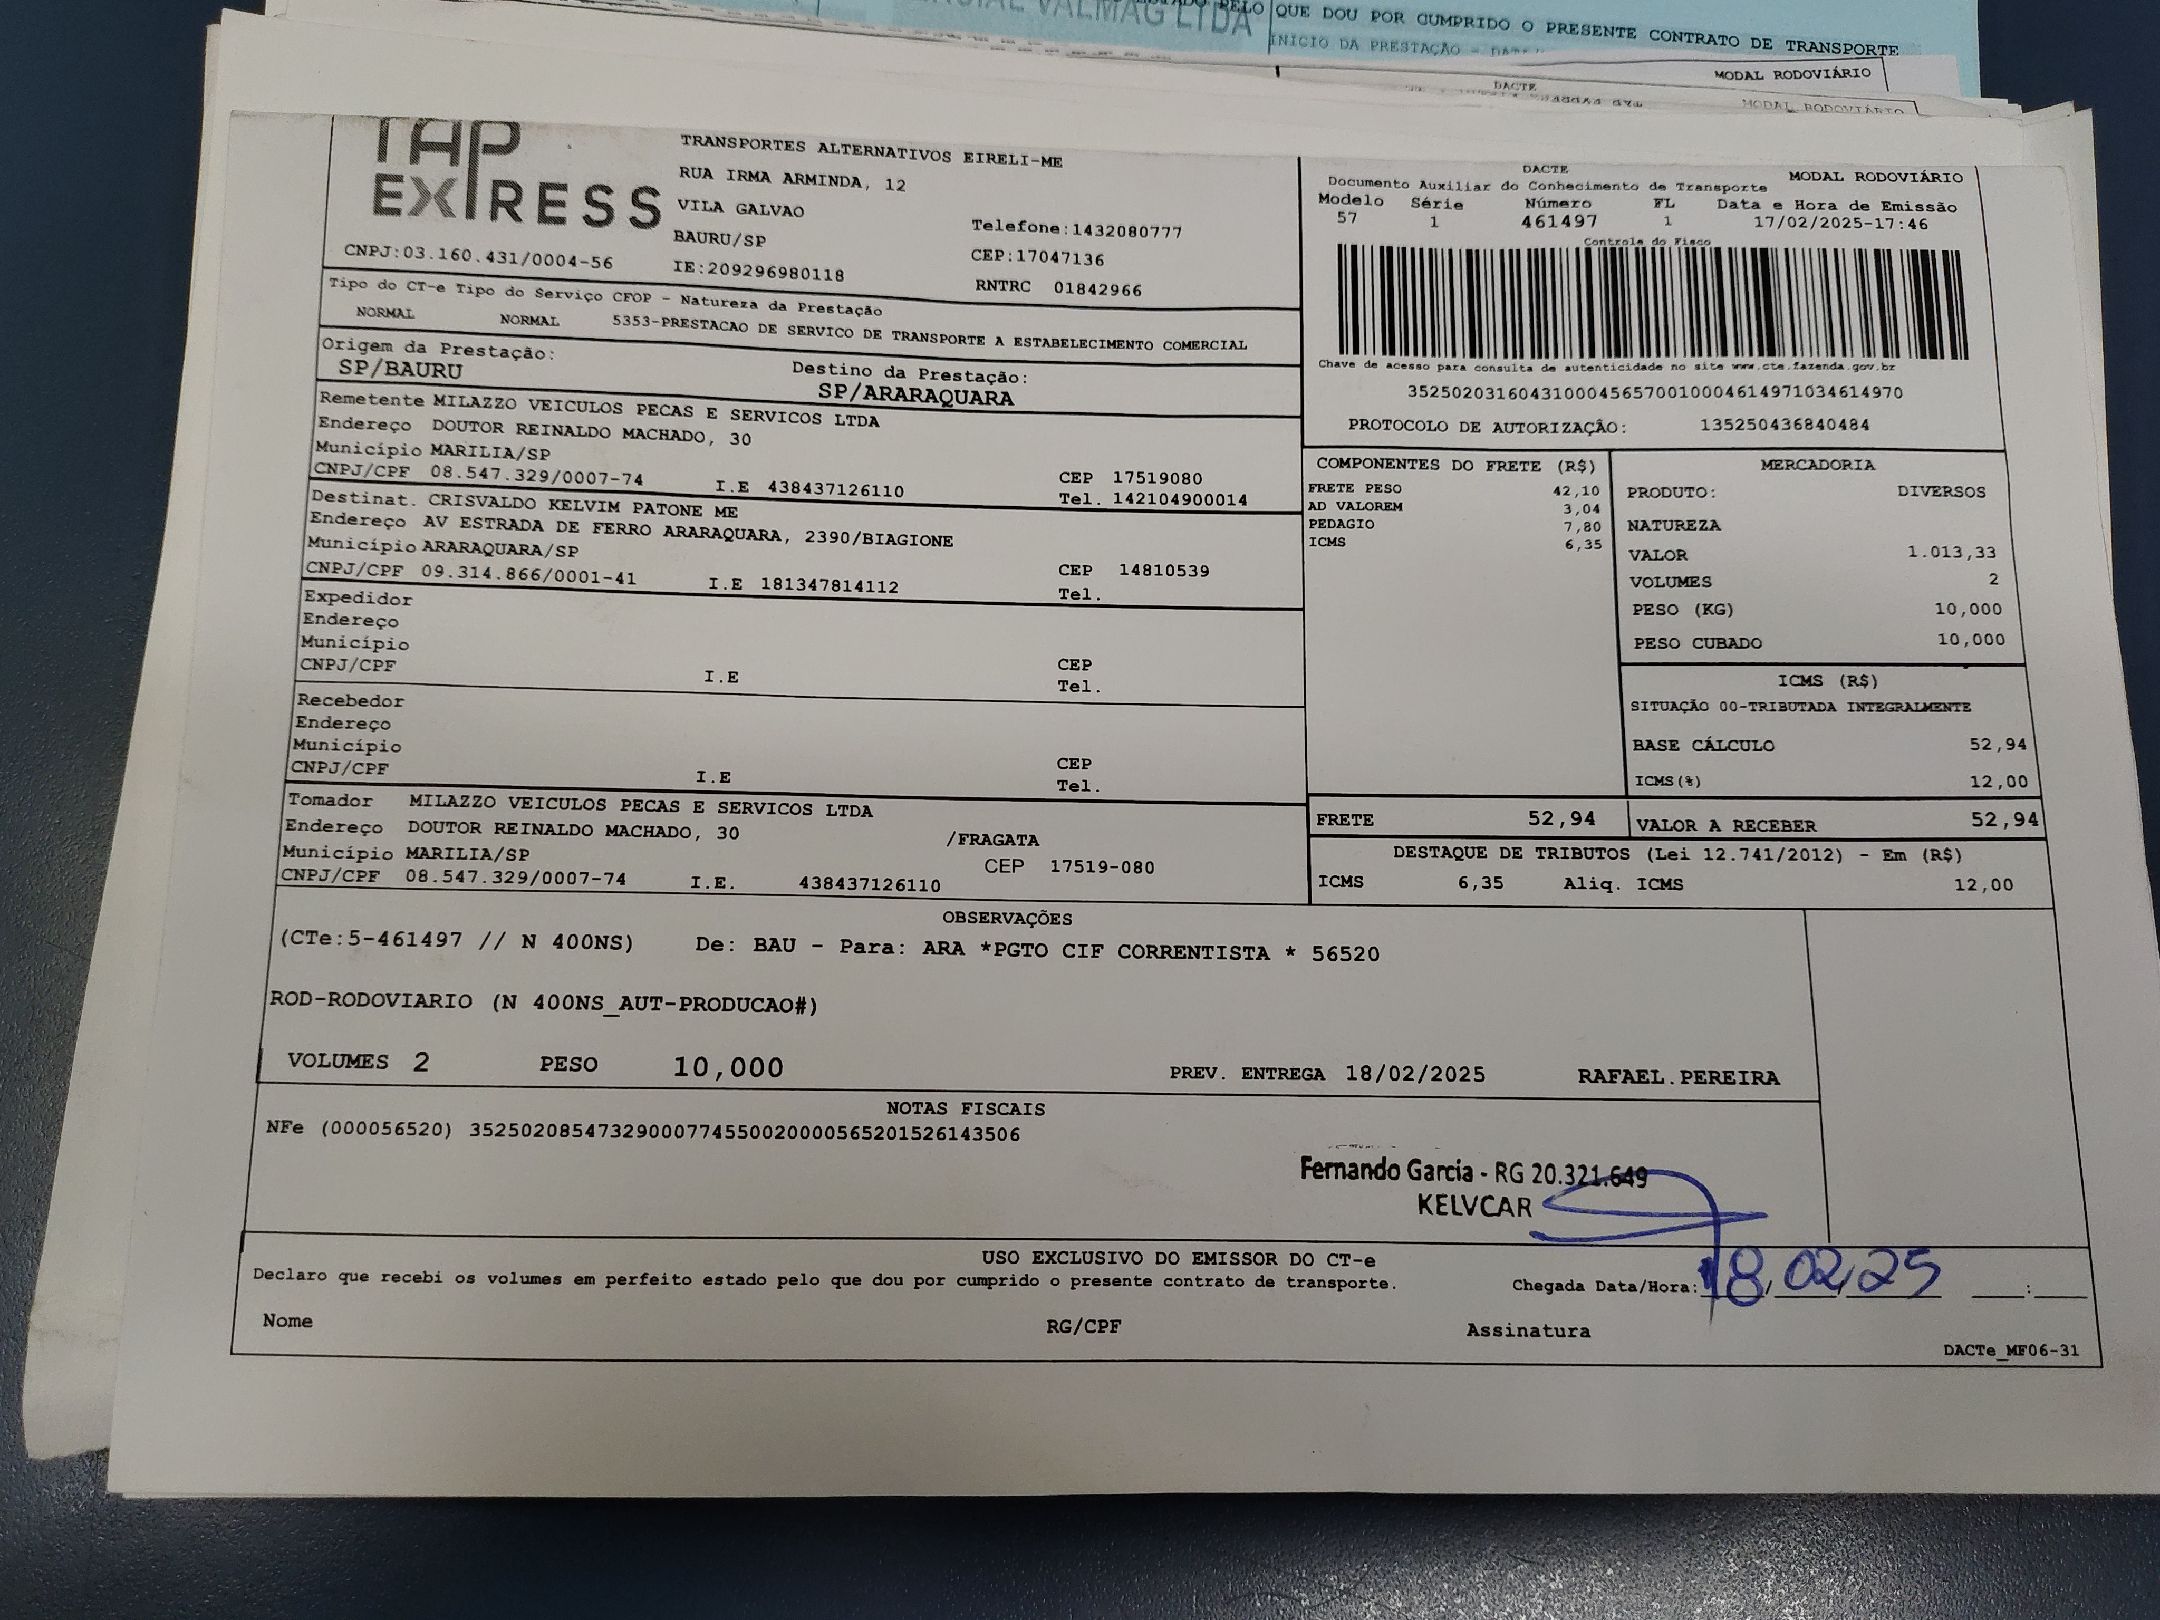 CIAL VALMAG LTDA
QUE DOU POR CUMPRIDO O PRESENTE CONTRATO DE TRANSPORTE
INICIO DA PRESTAÇÃO
MODAL RODOVIÁRIO
DACTE
MODAL RODOVIÁRIO
TAP
EXPRESS
CNPJ:03.160.431/0004-56
TRANSPORTES ALTERNATIVOS EIRELI-ME
RUA IRMA ARMINDA, 12
VILA GALVAO
BAURU/SP
IE:209296980118
Telefone:1432080777
CEP:17047136
RNTRC 01842966
DACTE
MODAL RODOVIÁRIO
Documento Auxiliar do Conhecimento de Transporte
Modelo Série Número FL Data e Hora de Emissão
57 1 461497 1 17/02/2025-17:46
Controle do Fisco
Chave de acesso para consulta de autenticidade no site www.cte.fazenda.gov.br
35250203160431000456570010004614971034614970
PROTOCOLO DE AUTORIZAÇÃO: 135250436840484
Tipo do CT-e Tipo do Serviço CFOP - Natureza da Prestação
NORMAL NORMAL 5353-PRESTACAO DE SERVICO DE TRANSPORTE A ESTABELECIMENTO COMERCIAL
Origem da Prestação: Destino da Prestação:
SP/BAURU SP/ARARAQUARA
Remetente MILAZZO VEICULOS PECAS E SERVICOS LTDA
Endereço DOUTOR REINALDO MACHADO, 30
Município MARILIA/SP CEP 17519080
CNPJ/CPF 08.547.329/0007-74 I.E 438437126110 Tel. 142104900014
Destinat. CRISVALDO KELVIM PATONE ME
Endereço AV ESTRADA DE FERRO ARARAQUARA, 2390/BIAGIONE
Município ARARAQUARA/SP CEP 14810539
CNPJ/CPF 09.314.866/0001-41 I.E 181347814112 Tel.
Expedidor
Endereço
Município CEP
CNPJ/CPF I.E Tel.
Recebedor
Endereço
Município CEP
CNPJ/CPF I.E Tel.
Tomador MILAZZO VEICULOS PECAS E SERVICOS LTDA
Endereço DOUTOR REINALDO MACHADO, 30 /FRAGATA
Município MARILIA/SP CEP 17519-080
CNPJ/CPF 08.547.329/0007-74 I.E. 438437126110
COMPONENTES DO FRETE (R$)
FRETE PESO 42,10
AD VALOREM 3,04
PEDAGIO 7,80
ICMS 6,35
MERCADORIA
PRODUTO: DIVERSOS
NATUREZA
VALOR 1.013,33
VOLUMES 2
PESO (KG) 10,000
PESO CUBADO 10,000
ICMS (R$)
SITUAÇÃO 00-TRIBUTADA INTEGRALMENTE
BASE CÁLCULO 52,94
ICMS(%) 12,00
FRETE 52,94 VALOR A RECEBER 52,94
DESTAQUE DE TRIBUTOS (Lei 12.741/2012) - Em (R$)
ICMS 6,35 Aliq. ICMS 12,00
OBSERVAÇÕES
(CTe:5-461497 // N 400NS) De: BAU - Para: ARA *PGTO CIF CORRENTISTA * 56520
ROD-RODOVIARIO (N 400NS_AUT-PRODUCAO#)
VOLUMES 2 PESO 10,000 PREV. ENTREGA 18/02/2025 RAFAEL.PEREIRA
NOTAS FISCAIS
NFe (000056520) 35250208547329000774550020000565201526143506
Fernando Garcia - RG 20.321.649
KELVCAR
USO EXCLUSIVO DO EMISSOR DO CT-e
Declaro que recebi os volumes em perfeito estado pelo que dou por cumprido o presente contrato de transporte. Chegada Data/Hora: 18/02/25 :
Nome RG/CPF Assinatura
DACTe_MF06-31